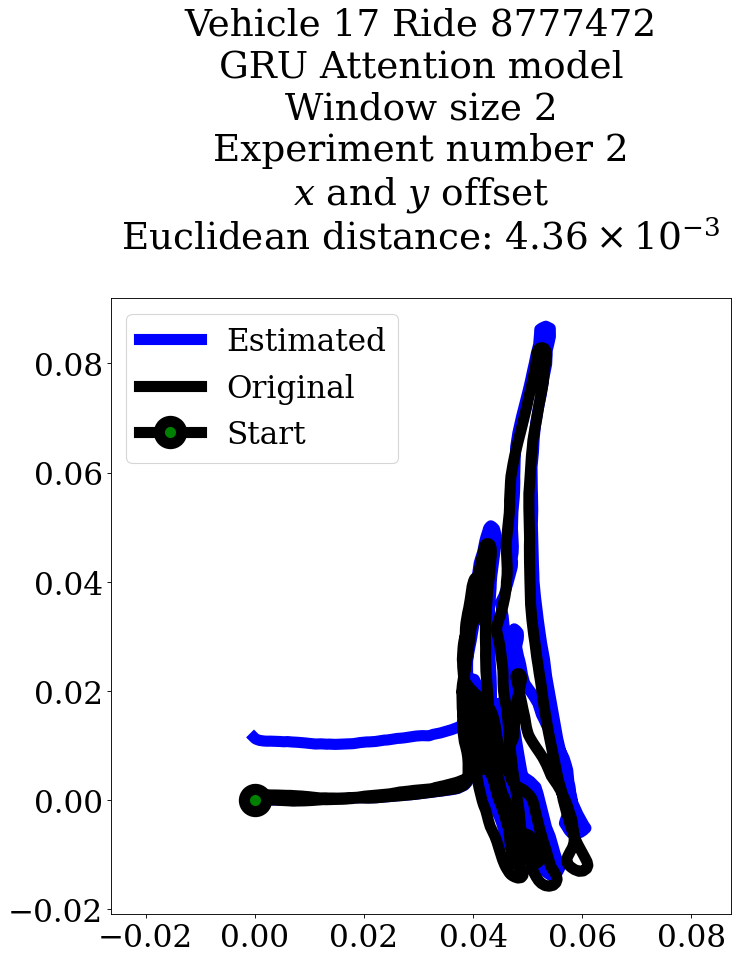 Vehicle 17 Ride 8777472
GRU Attention model
Window size 2
Experiment number 2
x and y offset
Euclidean distance: 4.36 × 10⁻³
Estimated
Original
Start
0.08
0.06
0.04
0.02
0.00
−0.02
−0.02 0.00 0.02 0.04 0.06 0.08